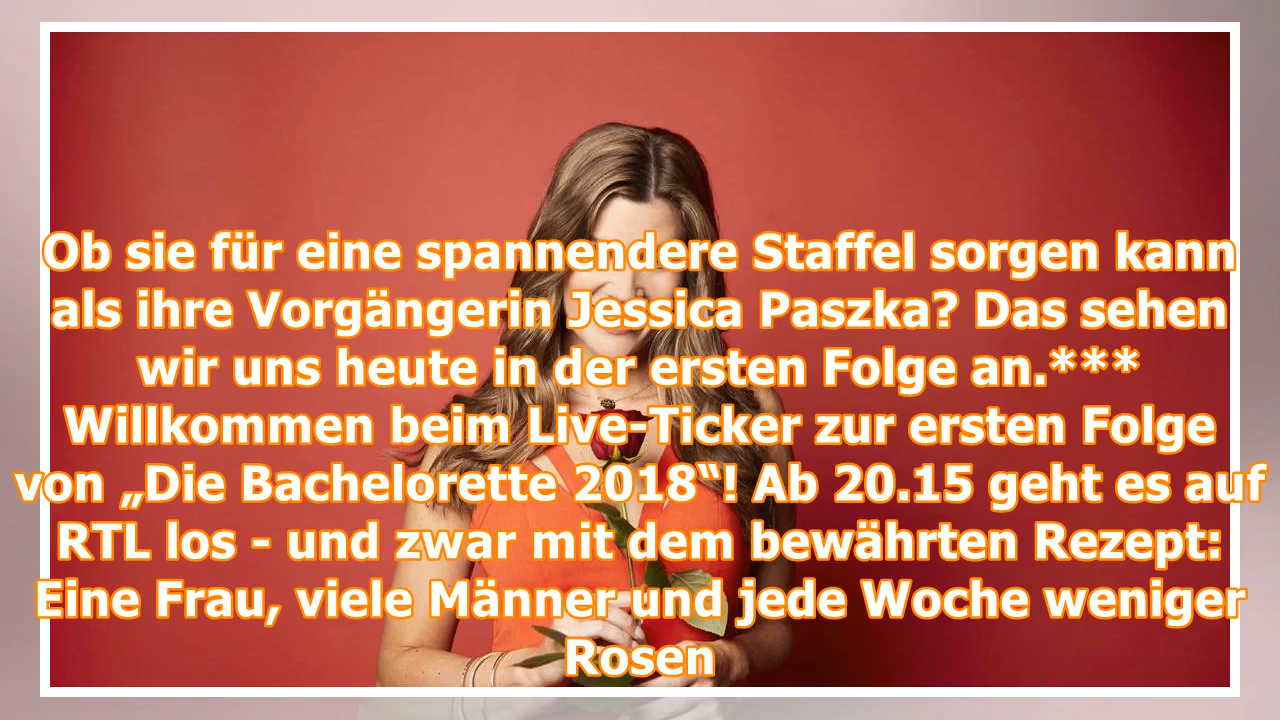 Ob sie für eine spannendere Staffel sorgen kann
als ihre Vorgängerin Jessica Paszka? Das sehen
wir uns heute in der ersten Folge an.***
Willkommen beim Live-Ticker zur ersten Folge
von „Die Bachelorette 2018“! Ab 20.15 geht es auf
RTL los - und zwar mit dem bewährten Rezept:
Eine Frau, viele Männer und jede Woche weniger
Rosen